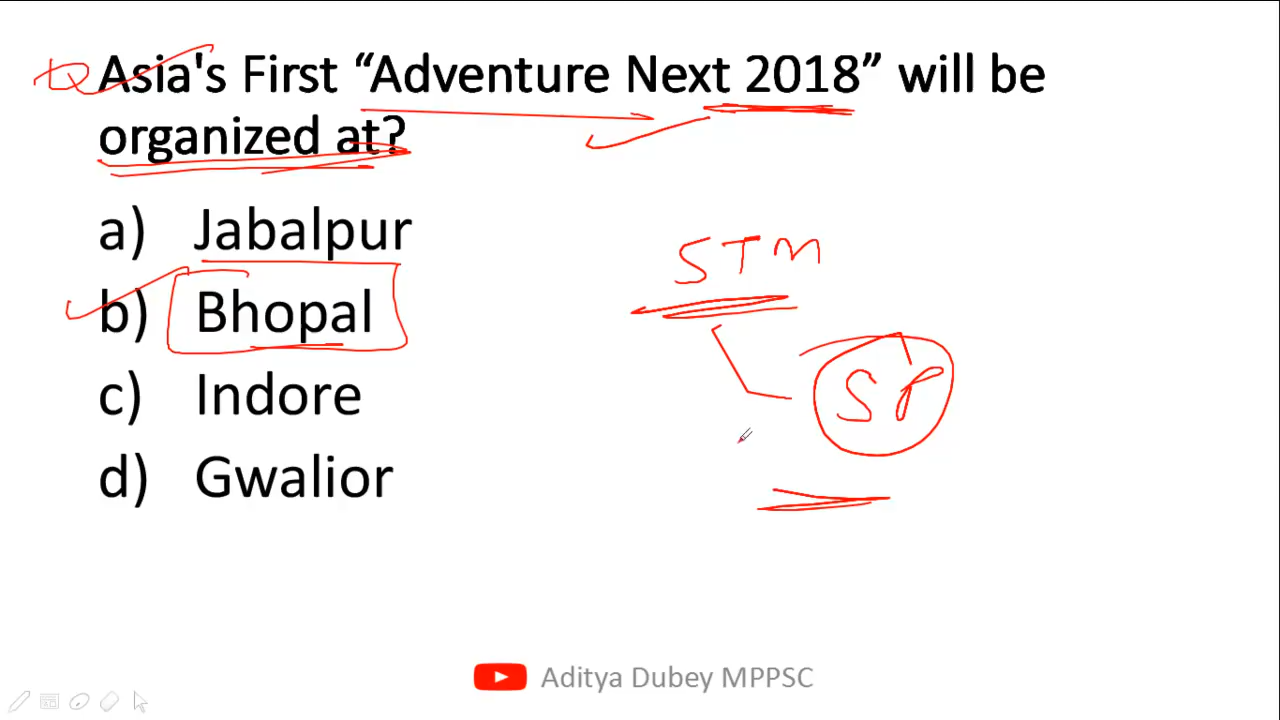 Asia's First “Adventure Next 2018” will be
organized at?
a) Jabalpur
b) Bhopal
STM
c) Indore
SP
d) Gwalior
Aditya Dubey MPPSC